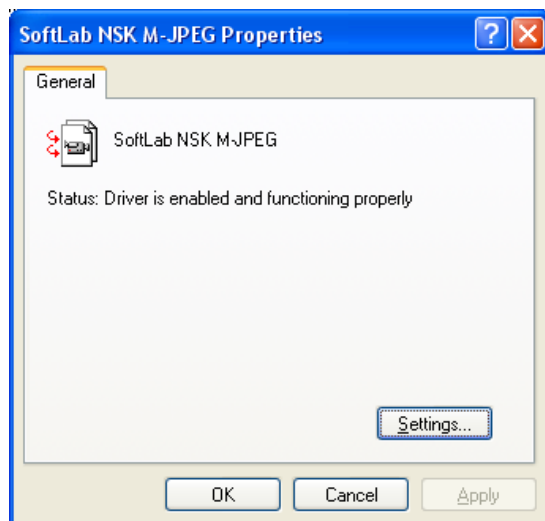 SoftLab NSK M-JPEG Properties
General
SoftLab NSK M-JPEG
Status: Driver is enabled and functioning properly
Settings...
OK Cancel Apply